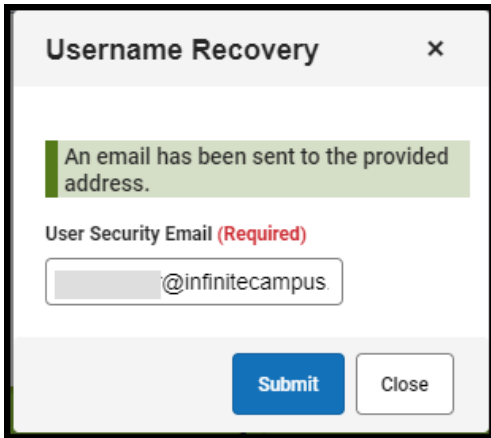 Username Recovery ×
An email has been sent to the provided
address.
User Security Email (Required)
@infinitecampus.
Submit Close